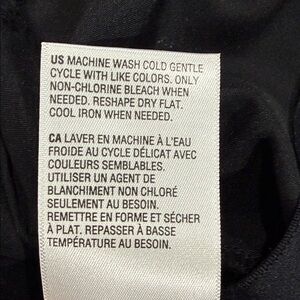 US MACHINE WASH COLD GENTLE
CYCLE WITH LIKE COLORS. ONLY
NON-CHLORINE BLEACH WHEN
NEEDED. RESHAPE DRY FLAT.
COOL IRON WHEN NEEDED.
CA LAVER EN MACHINE À L'EAU
FROIDE AU CYCLE DÉLICAT AVEC
COULEURS SEMBLABLES.
UTILISER UN AGENT DE
BLANCHIMENT NON CHLORÉ
SEULEMENT AU BESOIN.
REMETTRE EN FORME ET SÉCHER
À PLAT. REPASSER À BASSE
TEMPÉRATURE AU BESOIN.